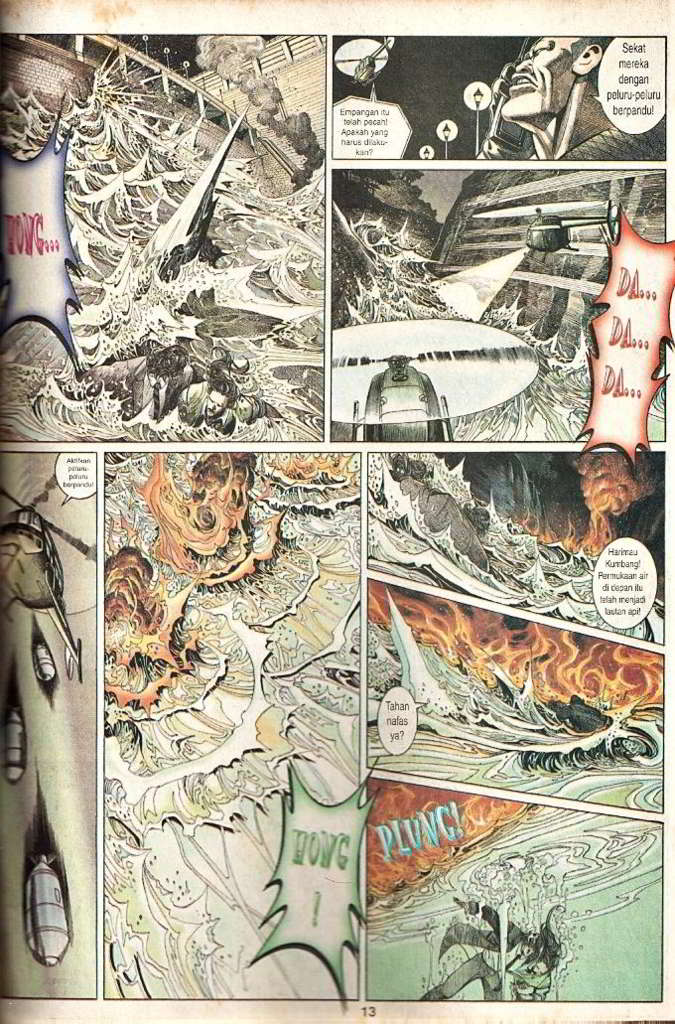 HONG...
Empangan itu
telah pecah!
Apakah yang
harus dilaku-
kan?
Sekat
mereka
dengan
peluru-peluru
berpandu!
DA...
DA...
DA...
Aktifkan
peluru-
peluru
berpandu!
HONG
!
Harimau
Kumbang!
Permukaan air
di depan itu
telah menjadi
lautan api!
Tahan
nafas
ya?
PLUNG!
13